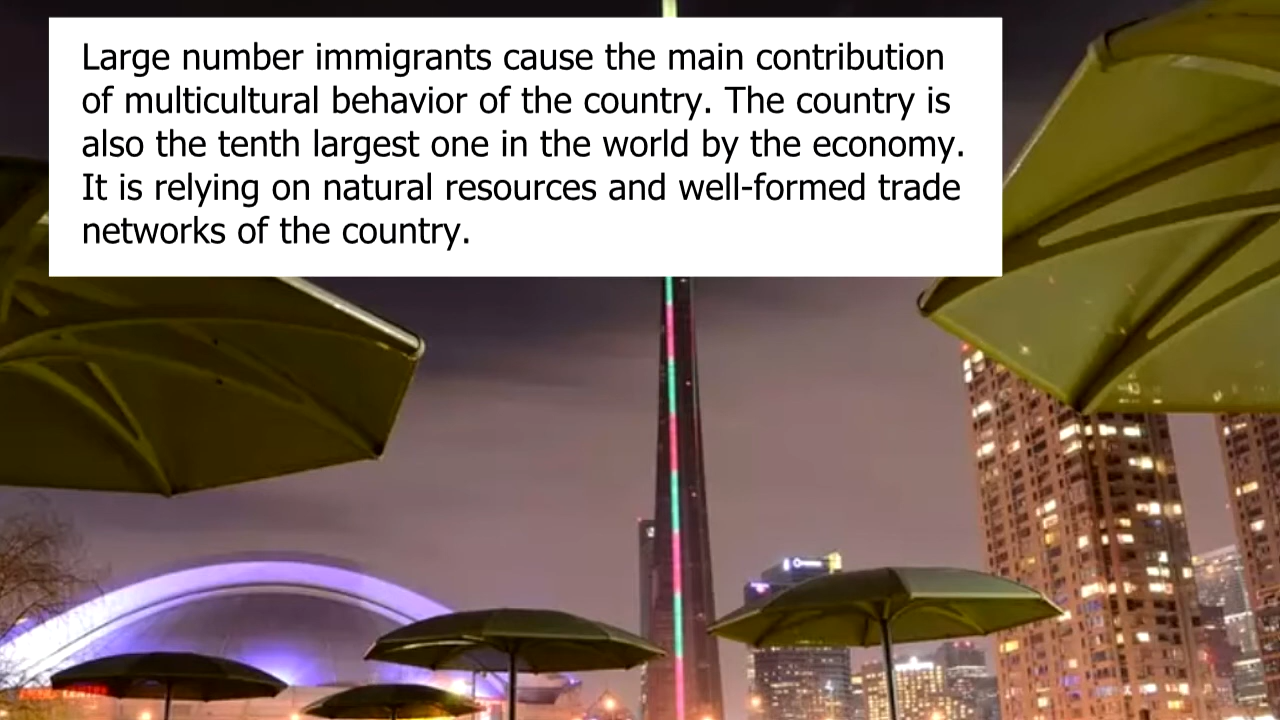 Large number immigrants cause the main contribution
of multicultural behavior of the country. The country is
also the tenth largest one in the world by the economy.
It is relying on natural resources and well-formed trade
networks of the country.